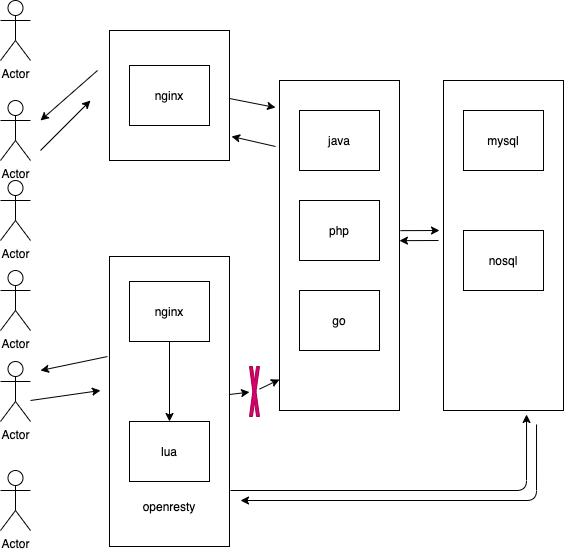 Actor
nginx
java
mysql
Actor
php
Actor
nosql
nginx
go
Actor
Actor
lua
openresty
Actor